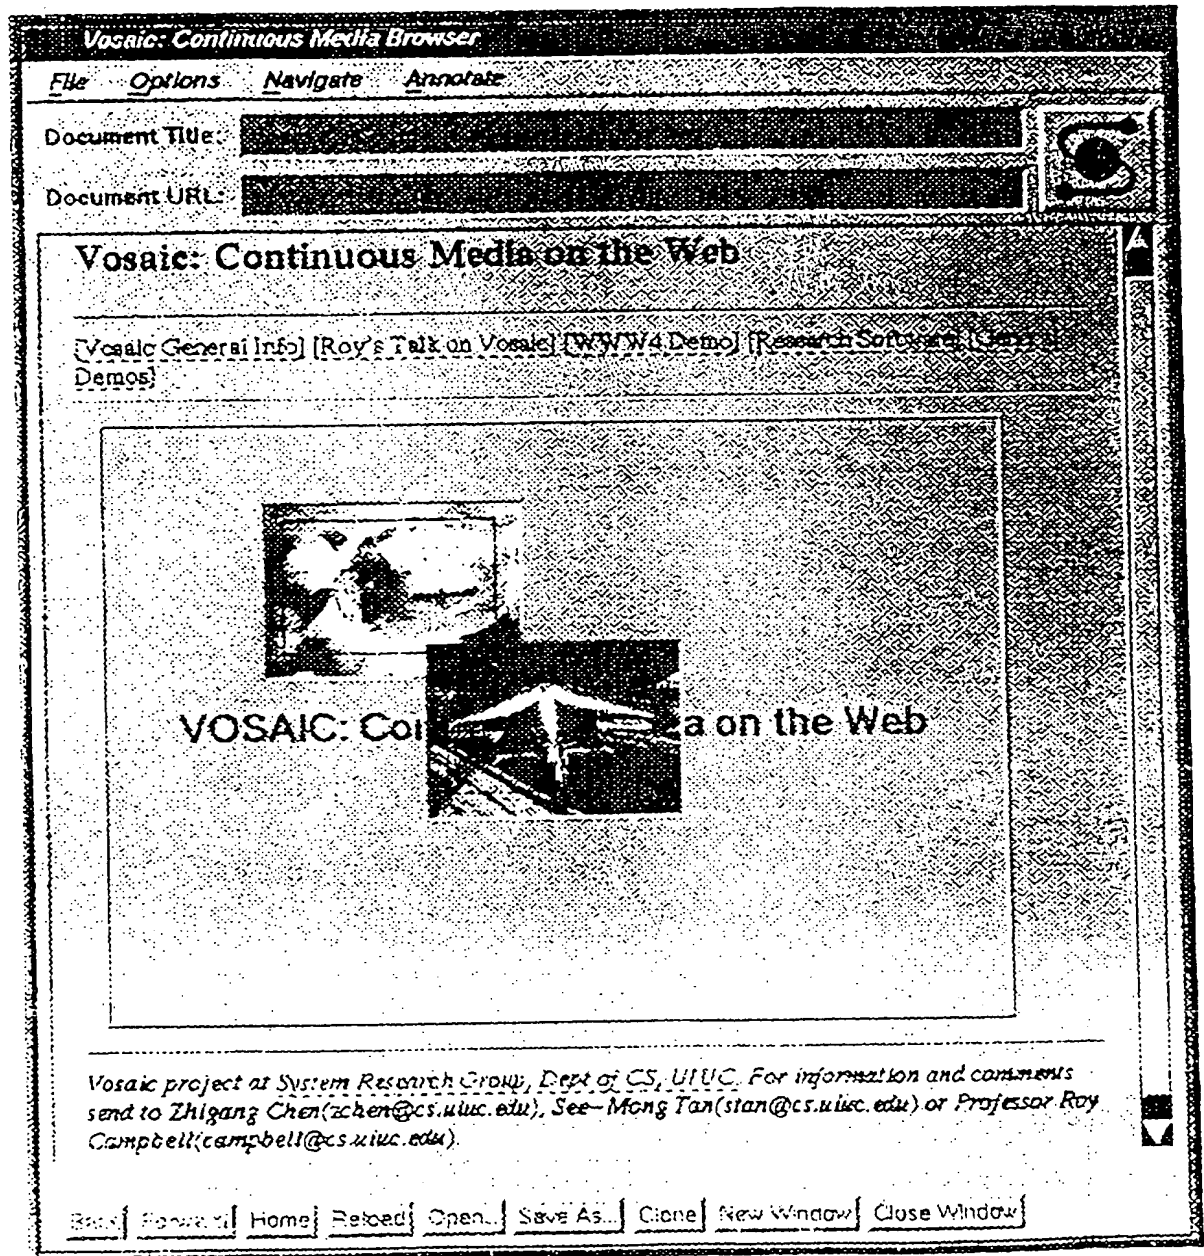 Vosaic: Continuous Media Browser
File Options Navigate Annotate
Document Title:
Document URL:
Vosaic: Continuous Media on the Web
[Vosaic General Info] [Roy's Talk on Vosaic] [WWW4 Demo] [Research Software] [General
Demos]
VOSAIC: Con a on the Web
Vosaic project at System Research Group, Dept of CS, UIUC. For information and comments
send to Zhigang Chen(zchen@cs.uiuc.edu), See-Mong Tan(stan@cs.uiuc.edu) or Professor Roy
Campbell(campbell@cs.uiuc.edu).
Back Forward Home Reload Open... Save As... Clone New Window Close Window